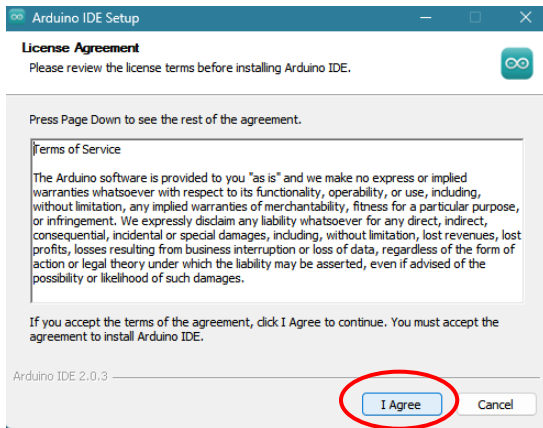 Arduino IDE Setup
License Agreement
Please review the license terms before installing Arduino IDE.
Press Page Down to see the rest of the agreement.
Terms of Service
The Arduino software is provided to you "as is" and we make no express or implied
warranties whatsoever with respect to its functionality, operability, or use, including,
without limitation, any implied warranties of merchantability, fitness for a particular purpose,
or infringement. We expressly disclaim any liability whatsoever for any direct, indirect,
consequential, incidental or special damages, including, without limitation, lost revenues, lost
profits, losses resulting from business interruption or loss of data, regardless of the form of
action or legal theory under which the liability may be asserted, even if advised of the
possibility or likelihood of such damages.
If you accept the terms of the agreement, click I Agree to continue. You must accept the
agreement to install Arduino IDE.
Arduino IDE 2.0.3
I Agree Cancel